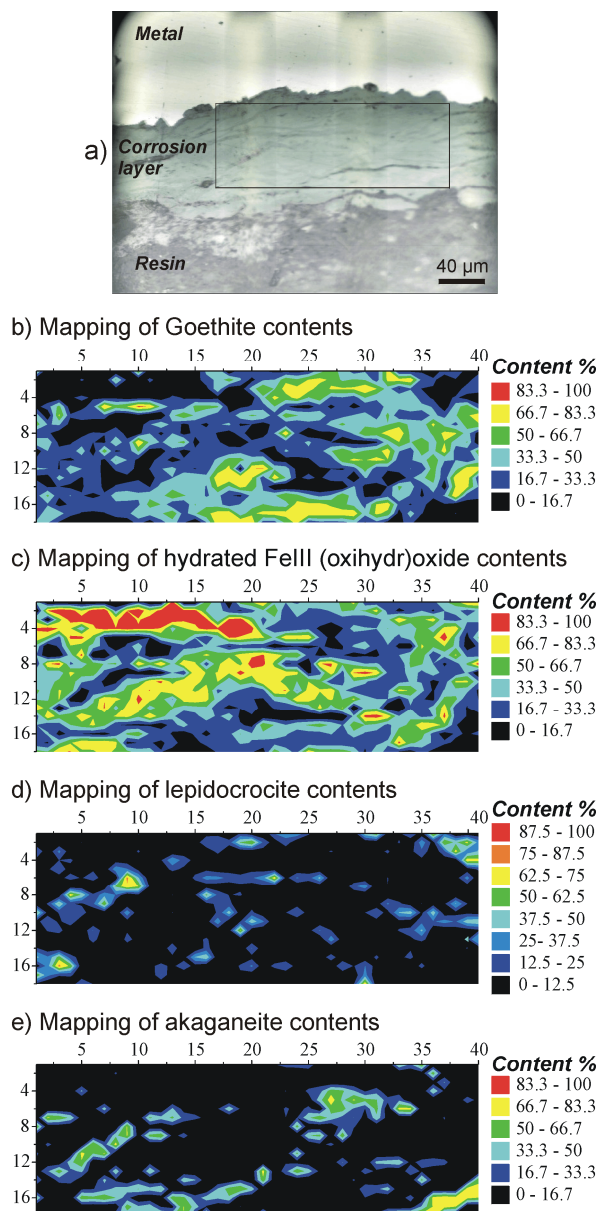 Metal
a)
Corrosion
layer
Resin
40 µm
b) Mapping of Goethite contents
5 10 15 20 25 30 35 40
4
8
12
16
Content %
83.3 - 100
66.7 - 83.3
50 - 66.7
33.3 - 50
16.7 - 33.3
0 - 16.7
c) Mapping of hydrated FeIII (oxihydr)oxide contents
5 10 15 20 25 30 35 40
4
8
12
16
Content %
83.3 - 100
66.7 - 83.3
50 - 66.7
33.3 - 50
16.7 - 33.3
0 - 16.7
d) Mapping of lepidocrocite contents
5 10 15 20 25 30 35 40
4
8
12
16
Content %
87.5 - 100
75 - 87.5
62.5 - 75
50 - 62.5
37.5 - 50
25- 37.5
12.5 - 25
0 - 12.5
e) Mapping of akaganeite contents
5 10 15 20 25 30 35 40
4
8
12
16
Content %
83.3 - 100
66.7 - 83.3
50 - 66.7
33.3 - 50
16.7 - 33.3
0 - 16.7